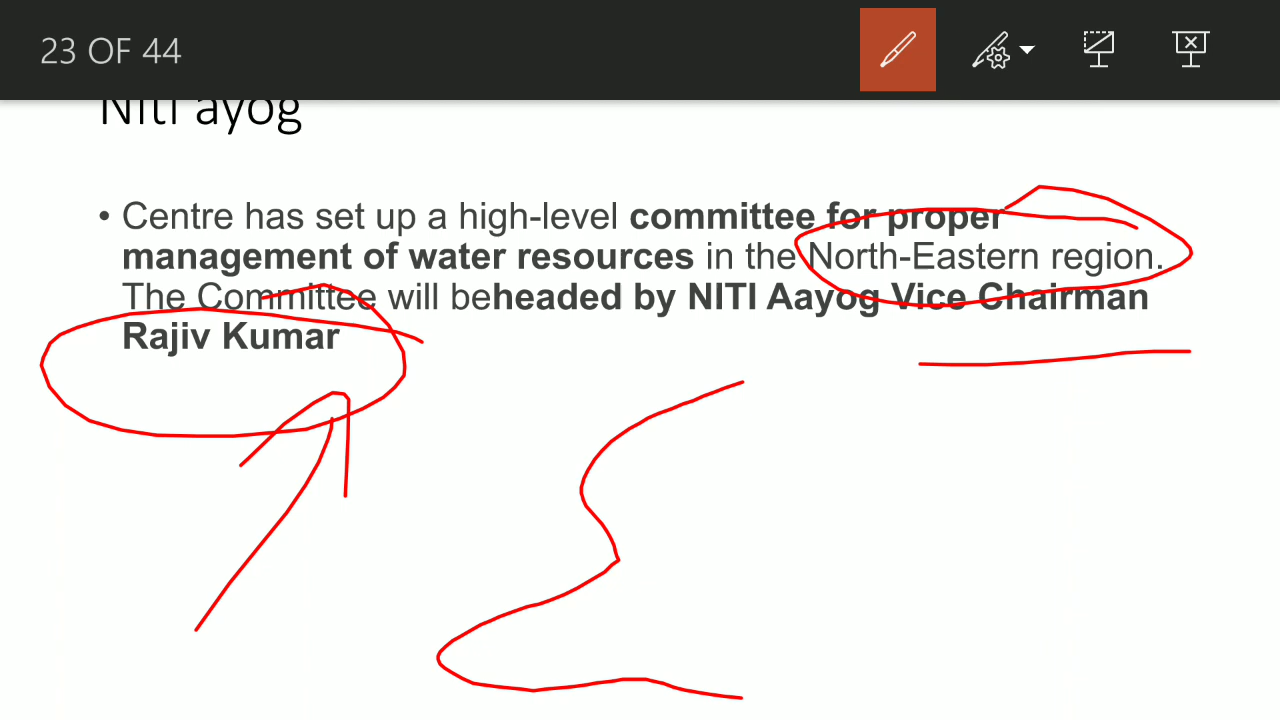 23 OF 44
Niti ayog
• Centre has set up a high-level committee for proper
management of water resources in the North-Eastern region.
The Committee will beheaded by NITI Aayog Vice Chairman
Rajiv Kumar